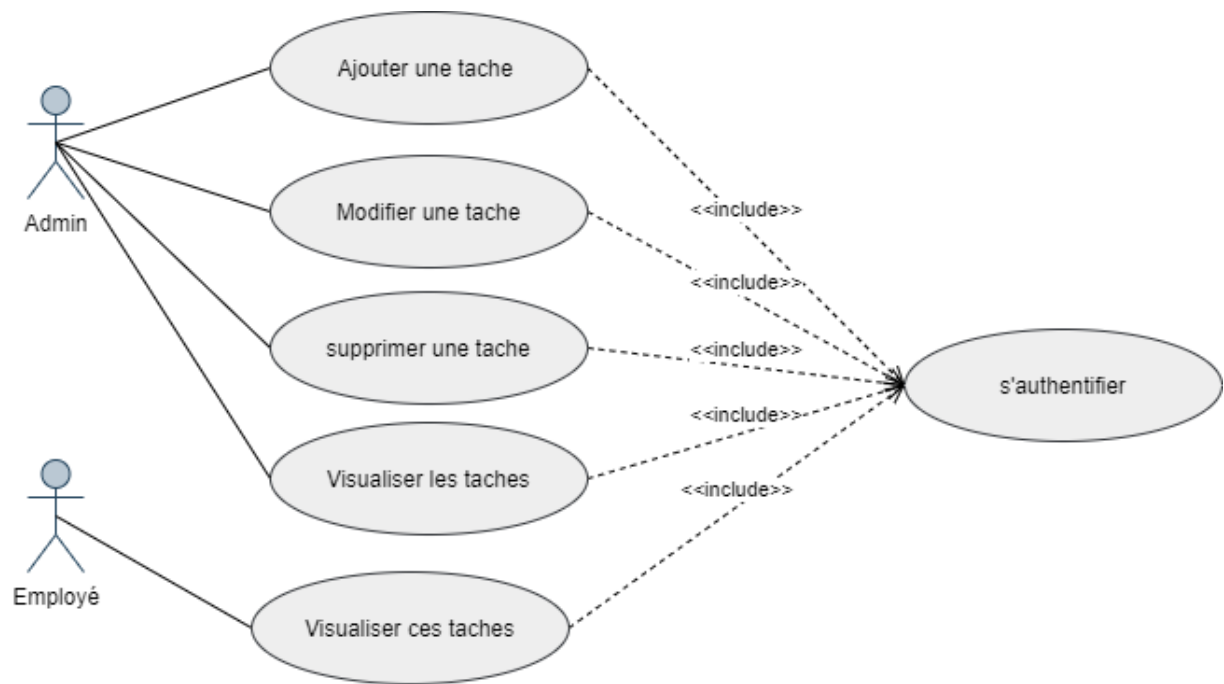 Ajouter une tache
Admin
Modifier une tache
<<include>>
<<include>>
supprimer une tache
<<include>>
s'authentifier
<<include>>
Visualiser les taches
<<include>>
Employé
Visualiser ces taches